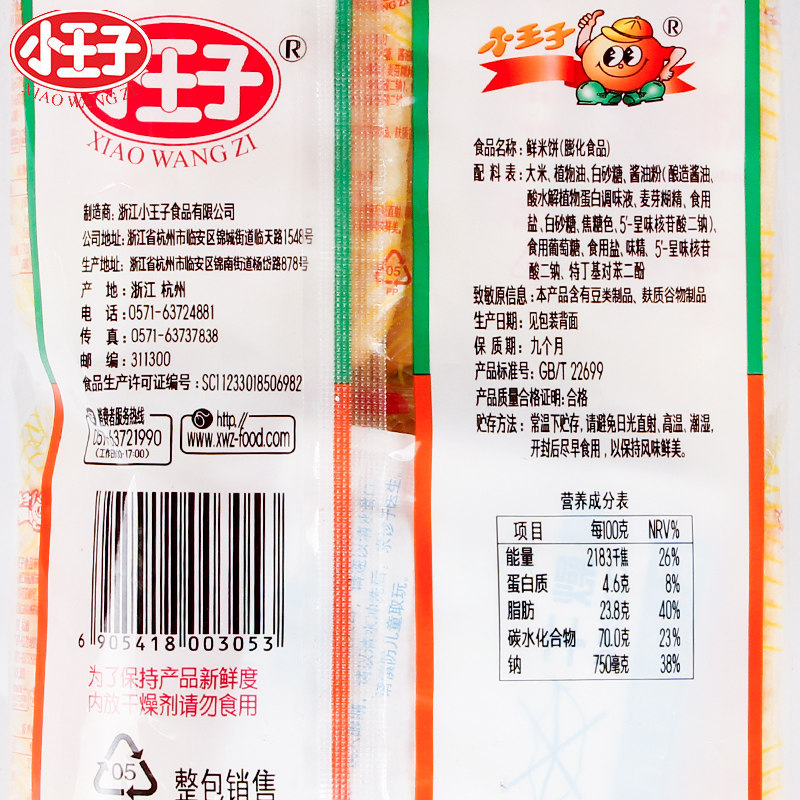 小王子
XIAO WANG Z
小王子
®
XIAO WANG ZI
制造商:浙江小王子食品有限公司
公司地址:浙江省杭州市临安区锦城街道临天路1548号
生产地址:浙江省杭州市临安区锦南街道杨岱路878号
产 地:浙江 杭州
电 话:0571-63724881
传 真:0571-63737838
邮 编:311300
食品生产许可证编号:SC11233018506982
消费者服务热线
0571-63721990
http://
www.xwz-food.com
6 905418 003053
为了保持产品新鲜度
内放干燥剂请勿食用
05
整包销售
小王子
®
食品名称:鲜米饼(膨化食品)
配 料 表:大米、植物油、白砂糖、酱油粉(酿造酱油、
酸水解植物蛋白调味液、麦芽糊精、食用
盐、白砂糖、焦糖色、5'-呈味核苷酸二钠)、
食用葡萄糖、食用盐、味精、5'-呈味核苷
酸二钠、特丁基对苯二酚
致敏原信息:本产品含有豆类制品、麸质谷物制品
生产日期:见包装背面
保 质 期:九个月
产品标准号:GB/T 22699
产品质量合格证明:合格
贮存方法:常温下贮存,请避免日光直射、高温、潮湿,
开封后尽早食用,以保持风味鲜美。
营养成分表
项目 每100克 NRV%
能量 2183千焦 26%
蛋白质 4.6克 8%
脂肪 23.8克 40%
碳水化合物 70.0克 23%
钠 750毫克 38%